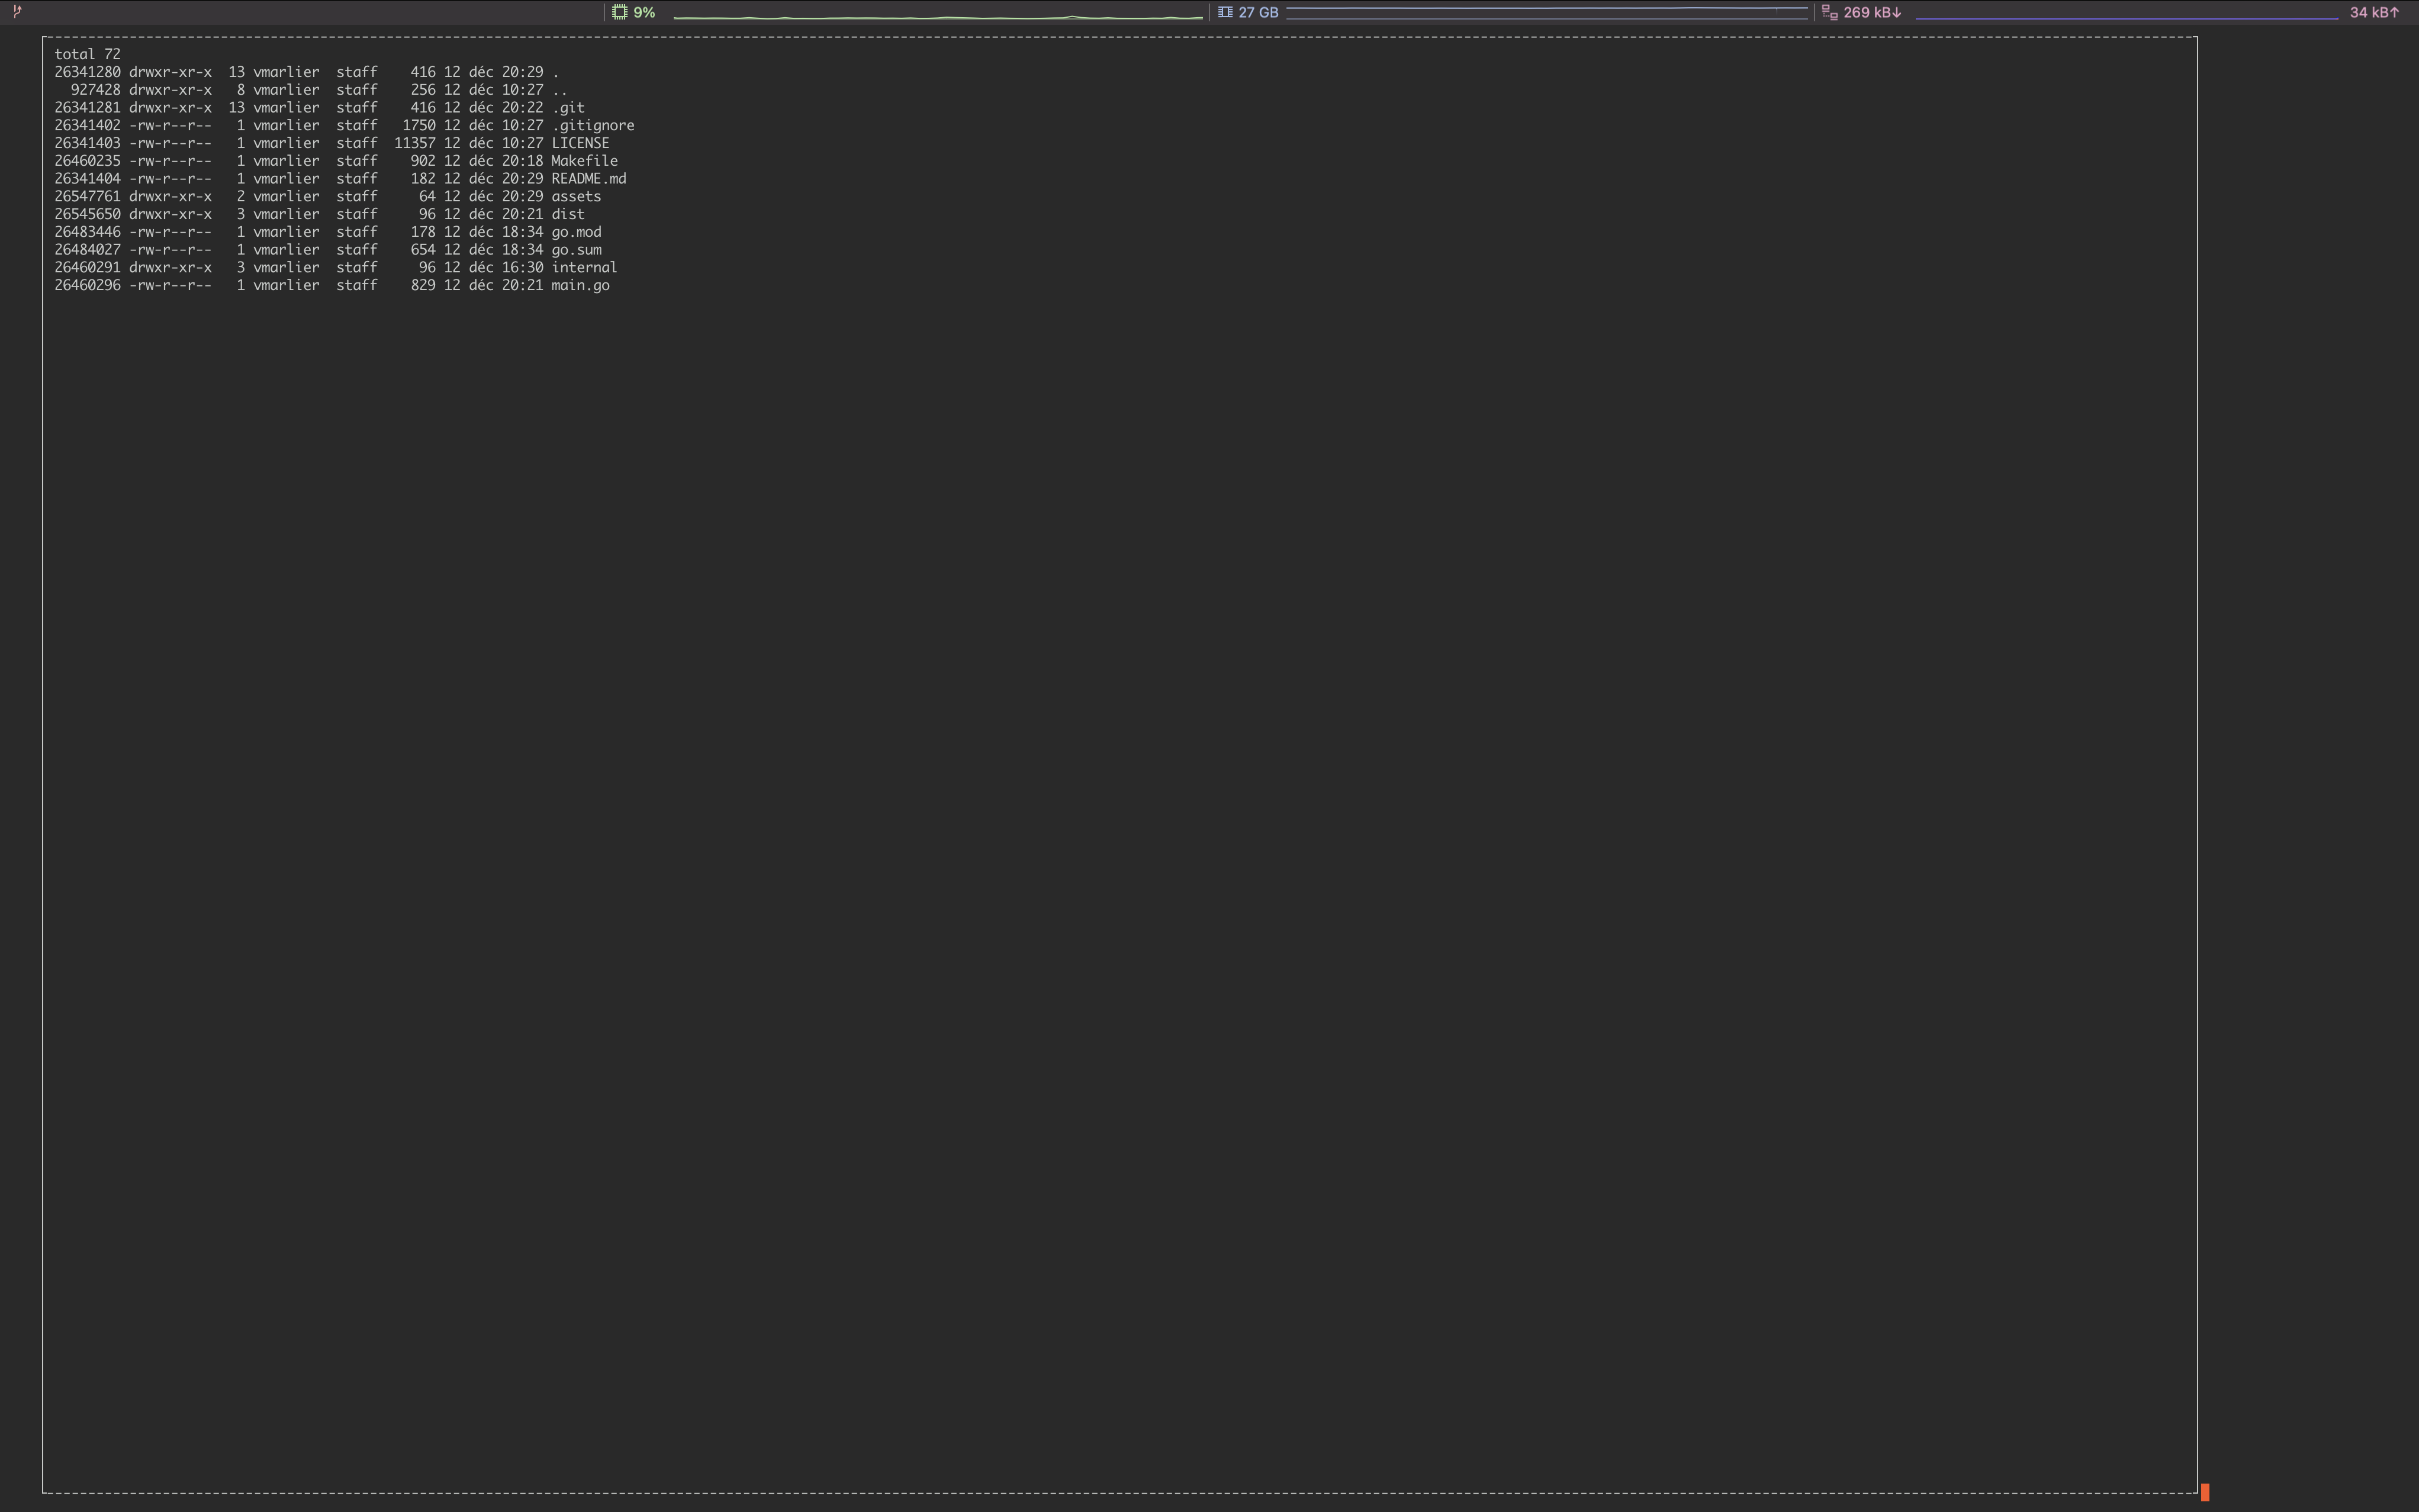 9% 27 GB 269 kB↓ 34 kB↑
total 72
26341280 drwxr-xr-x  13 vmarlier  staff    416 12 déc 20:29 .
  927428 drwxr-xr-x   8 vmarlier  staff    256 12 déc 10:27 ..
26341281 drwxr-xr-x  13 vmarlier  staff    416 12 déc 20:22 .git
26341402 -rw-r--r--   1 vmarlier  staff   1750 12 déc 10:27 .gitignore
26341403 -rw-r--r--   1 vmarlier  staff  11357 12 déc 10:27 LICENSE
26460235 -rw-r--r--   1 vmarlier  staff    902 12 déc 20:18 Makefile
26341404 -rw-r--r--   1 vmarlier  staff    182 12 déc 20:29 README.md
26547761 drwxr-xr-x   2 vmarlier  staff     64 12 déc 20:29 assets
26545650 drwxr-xr-x   3 vmarlier  staff     96 12 déc 20:21 dist
26483446 -rw-r--r--   1 vmarlier  staff    178 12 déc 18:34 go.mod
26484027 -rw-r--r--   1 vmarlier  staff    654 12 déc 18:34 go.sum
26460291 drwxr-xr-x   3 vmarlier  staff     96 12 déc 16:30 internal
26460296 -rw-r--r--   1 vmarlier  staff    829 12 déc 20:21 main.go